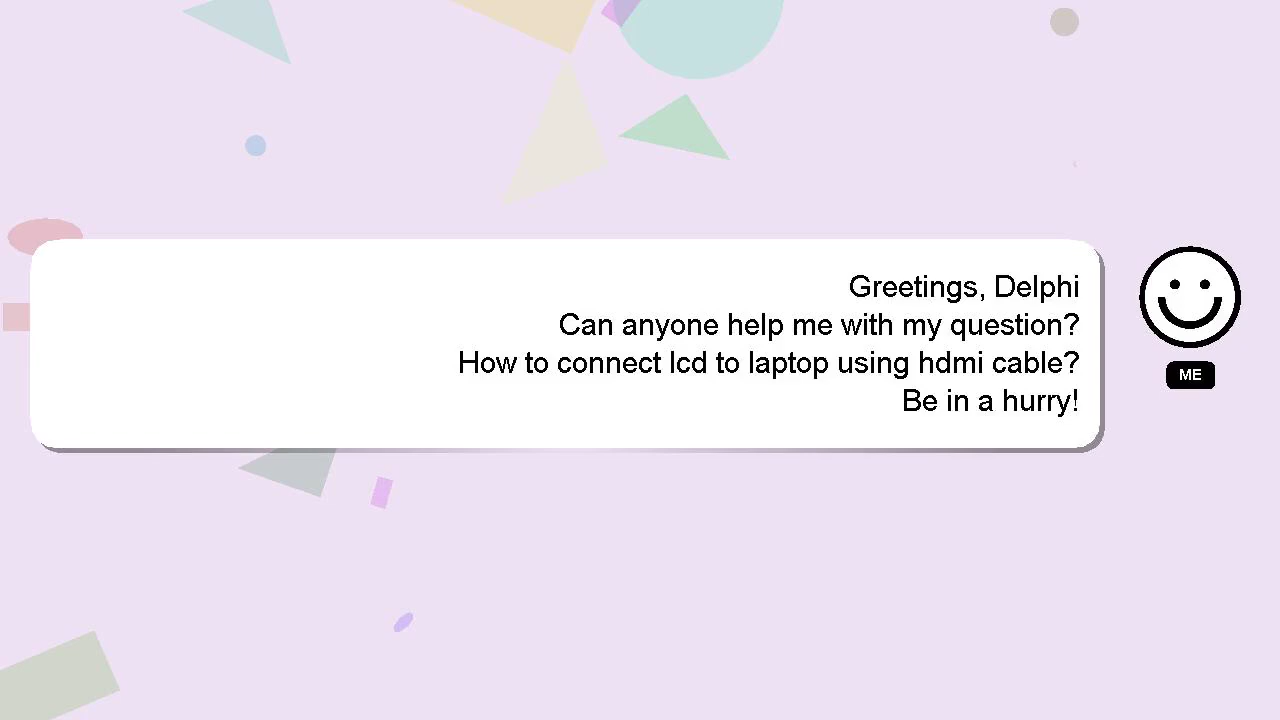 Greetings, Delphi
Can anyone help me with my question?
How to connect lcd to laptop using hdmi cable?
Be in a hurry!
ME